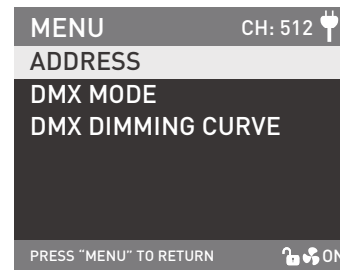 MENU CH: 512
ADDRESS
DMX MODE
DMX DIMMING CURVE
PRESS “MENU” TO RETURN ON